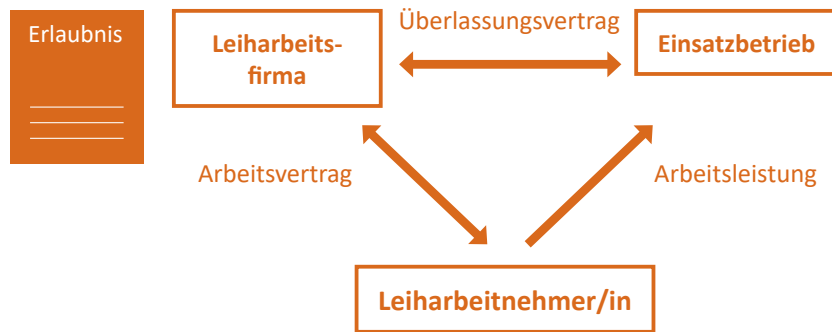 Erlaubnis
Leiharbeits-
firma
Überlassungsvertrag
Einsatzbetrieb
Arbeitsvertrag
Arbeitsleistung
Leiharbeitnehmer/in